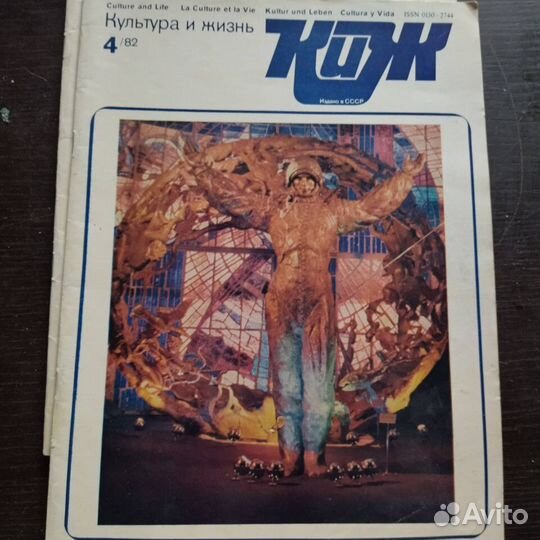 Culture and Life La Culture et la Vie Kultur und Leben Cultura y Vida ISSN 0130-2744
Культура и жизнь
4/82
КиЖ
Издано в СССР
Avito